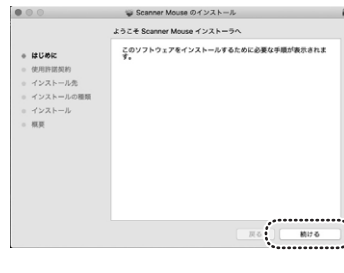 Scanner Mouse のインストール
ようこそ Scanner Mouse インストーラへ
はじめに
使用許諾契約
インストール先
インストールの種類
インストール
概要
このソフトウェアをインストールするために必要な手順が表示されま
す。
戻る
続ける